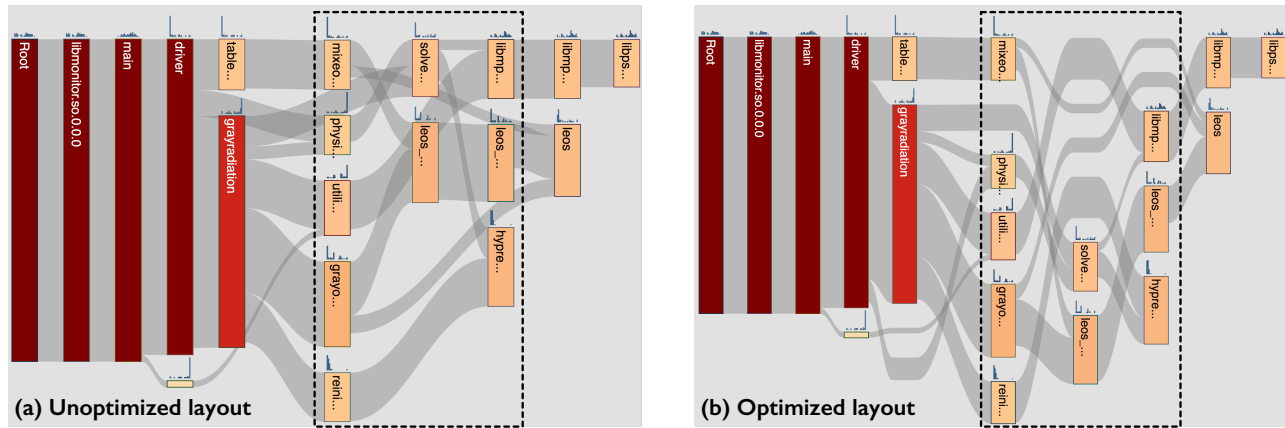 Root
libmonitor.so.0.0.0
main
driver
table...
grayradiation
mixeo...
physi...
utili...
grayo...
reini...
solve...
leos_...
libmp...
leos_...
hypre...
libmp...
leos
libps...
(a) Unoptimized layout
Root
libmonitor.so.0.0.0
main
driver
table...
grayradiation
mixeo...
physi...
utili...
grayo...
reini...
solve...
leos_...
libmp...
leos_...
hypre...
libmp...
leos
libps...
(b) Optimized layout